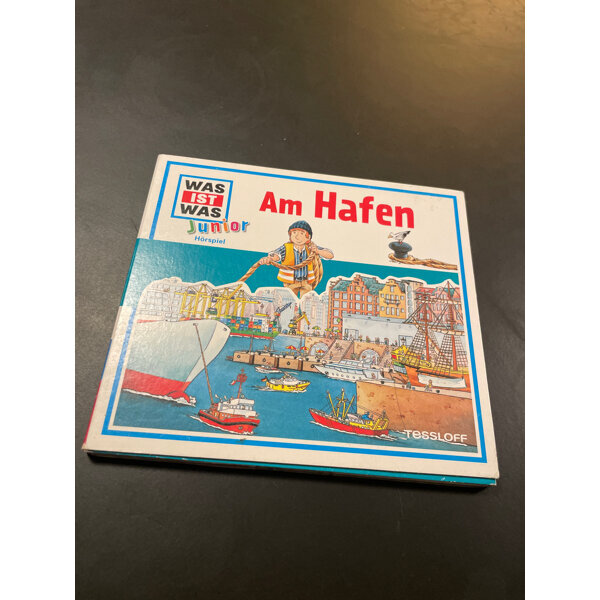 WAS
IST
WAS
Junior
Hörspiel
Am Hafen
TESSLOFF